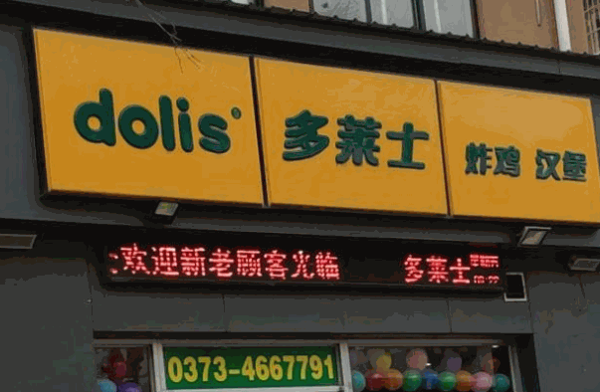 dolis
多莱士
炸鸡 汉堡
欢迎新老顾客光临 多莱士
0373-4667791